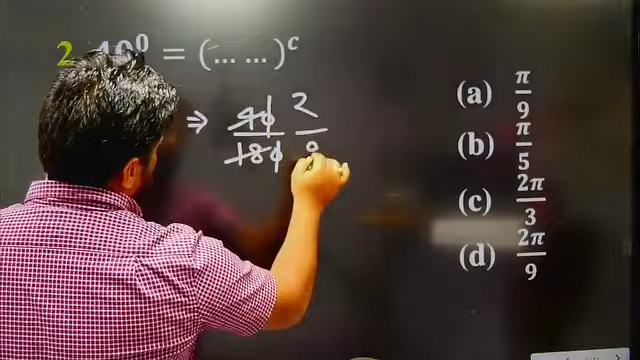 2. 40⁰ = (... ...)ᶜ
⇒ 40/180 2/9
(a) π/9
(b) π/5
(c) 2π/3
(d) 2π/9